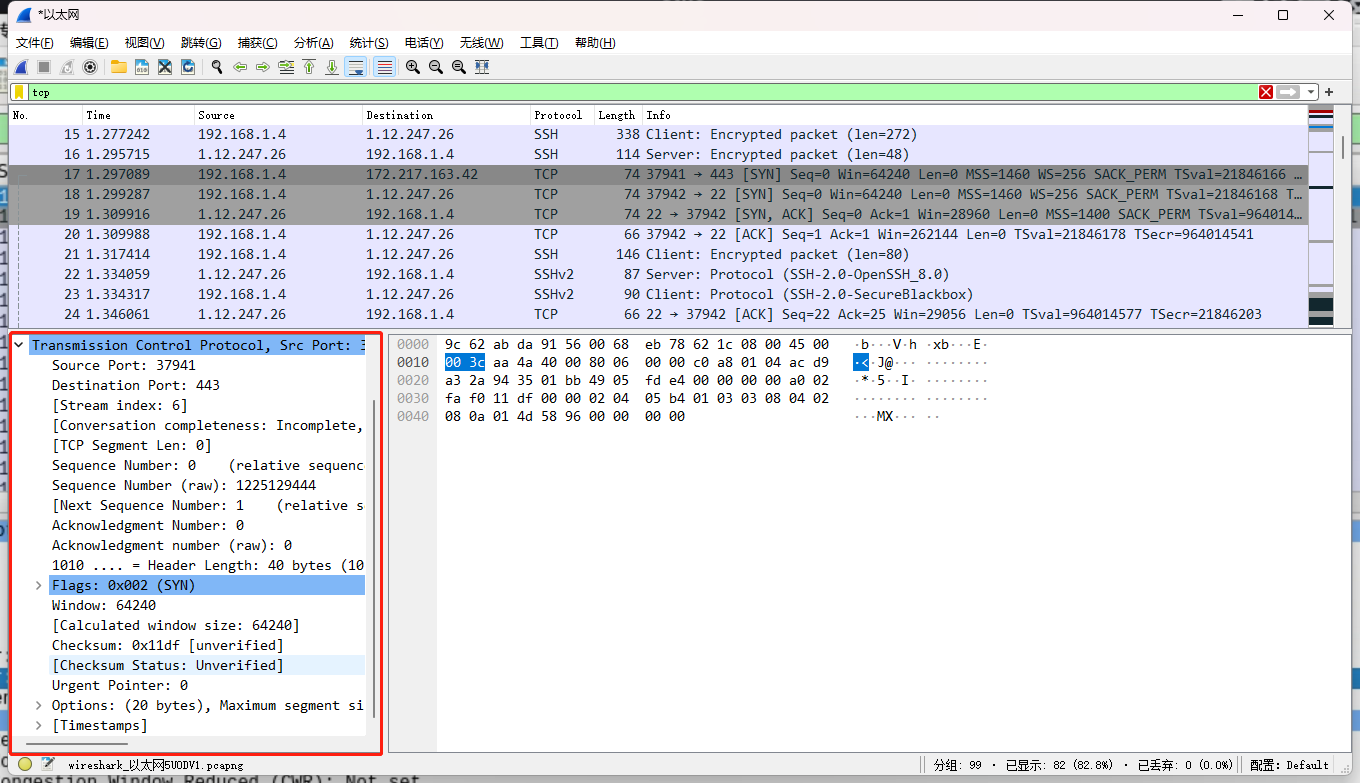 *以太网
文件(F) 编辑(E) 视图(V) 跳转(G) 捕获(C) 分析(A) 统计(S) 电话(Y) 无线(W) 工具(T) 帮助(H)
tcp
No. Time Source Destination Protocol Length Info
15 1.277242 192.168.1.4 1.12.247.26 SSH 338 Client: Encrypted packet (len=272)
16 1.295715 1.12.247.26 192.168.1.4 SSH 114 Server: Encrypted packet (len=48)
17 1.297089 192.168.1.4 172.217.163.42 TCP 74 37941 → 443 [SYN] Seq=0 Win=64240 Len=0 MSS=1460 WS=256 SACK_PERM TSval=21846166 …
18 1.299287 192.168.1.4 1.12.247.26 TCP 74 37942 → 22 [SYN] Seq=0 Win=64240 Len=0 MSS=1460 WS=256 SACK_PERM TSval=21846168 T…
19 1.309916 1.12.247.26 192.168.1.4 TCP 74 22 → 37942 [SYN, ACK] Seq=0 Ack=1 Win=28960 Len=0 MSS=1400 SACK_PERM TSval=964014…
20 1.309988 192.168.1.4 1.12.247.26 TCP 66 37942 → 22 [ACK] Seq=1 Ack=1 Win=262144 Len=0 TSval=21846178 TSecr=964014541
21 1.317414 192.168.1.4 1.12.247.26 SSH 146 Client: Encrypted packet (len=80)
22 1.334059 1.12.247.26 192.168.1.4 SSHv2 87 Server: Protocol (SSH-2.0-OpenSSH_8.0)
23 1.334317 192.168.1.4 1.12.247.26 SSHv2 90 Client: Protocol (SSH-2.0-SecureBlackbox)
24 1.346061 1.12.247.26 192.168.1.4 TCP 66 22 → 37942 [ACK] Seq=22 Ack=25 Win=29056 Len=0 TSval=964014577 TSecr=21846203
Transmission Control Protocol, Src Port: 3
Source Port: 37941
Destination Port: 443
[Stream index: 6]
[Conversation completeness: Incomplete,
[TCP Segment Len: 0]
Sequence Number: 0 (relative sequenc
Sequence Number (raw): 1225129444
[Next Sequence Number: 1 (relative s
Acknowledgment Number: 0
Acknowledgment number (raw): 0
1010 .... = Header Length: 40 bytes (10
Flags: 0x002 (SYN)
Window: 64240
[Calculated window size: 64240]
Checksum: 0x11df [unverified]
[Checksum Status: Unverified]
Urgent Pointer: 0
Options: (20 bytes), Maximum segment si
[Timestamps]
0000 9c 62 ab da 91 56 00 68 eb 78 62 1c 08 00 45 00 ·b···V·h ·xb···E·
0010 00 3c aa 4a 40 00 80 06 00 00 c0 a8 01 04 ac d9 ·<·J@··· ········
0020 a3 2a 94 35 01 bb 49 05 fd e4 00 00 00 00 a0 02 ·*·5··I· ········
0030 fa f0 11 df 00 00 02 04 05 b4 01 03 03 08 04 02 ········ ········
0040 08 0a 01 4d 58 96 00 00 00 00 ···MX··· ··
wireshark_以太网5UODV1.pcapng 分组: 99 · 已显示: 82 (82.8%) · 已丢弃: 0 (0.0%) 配置: Default
ongestion Window Reduced (CWR): Not set